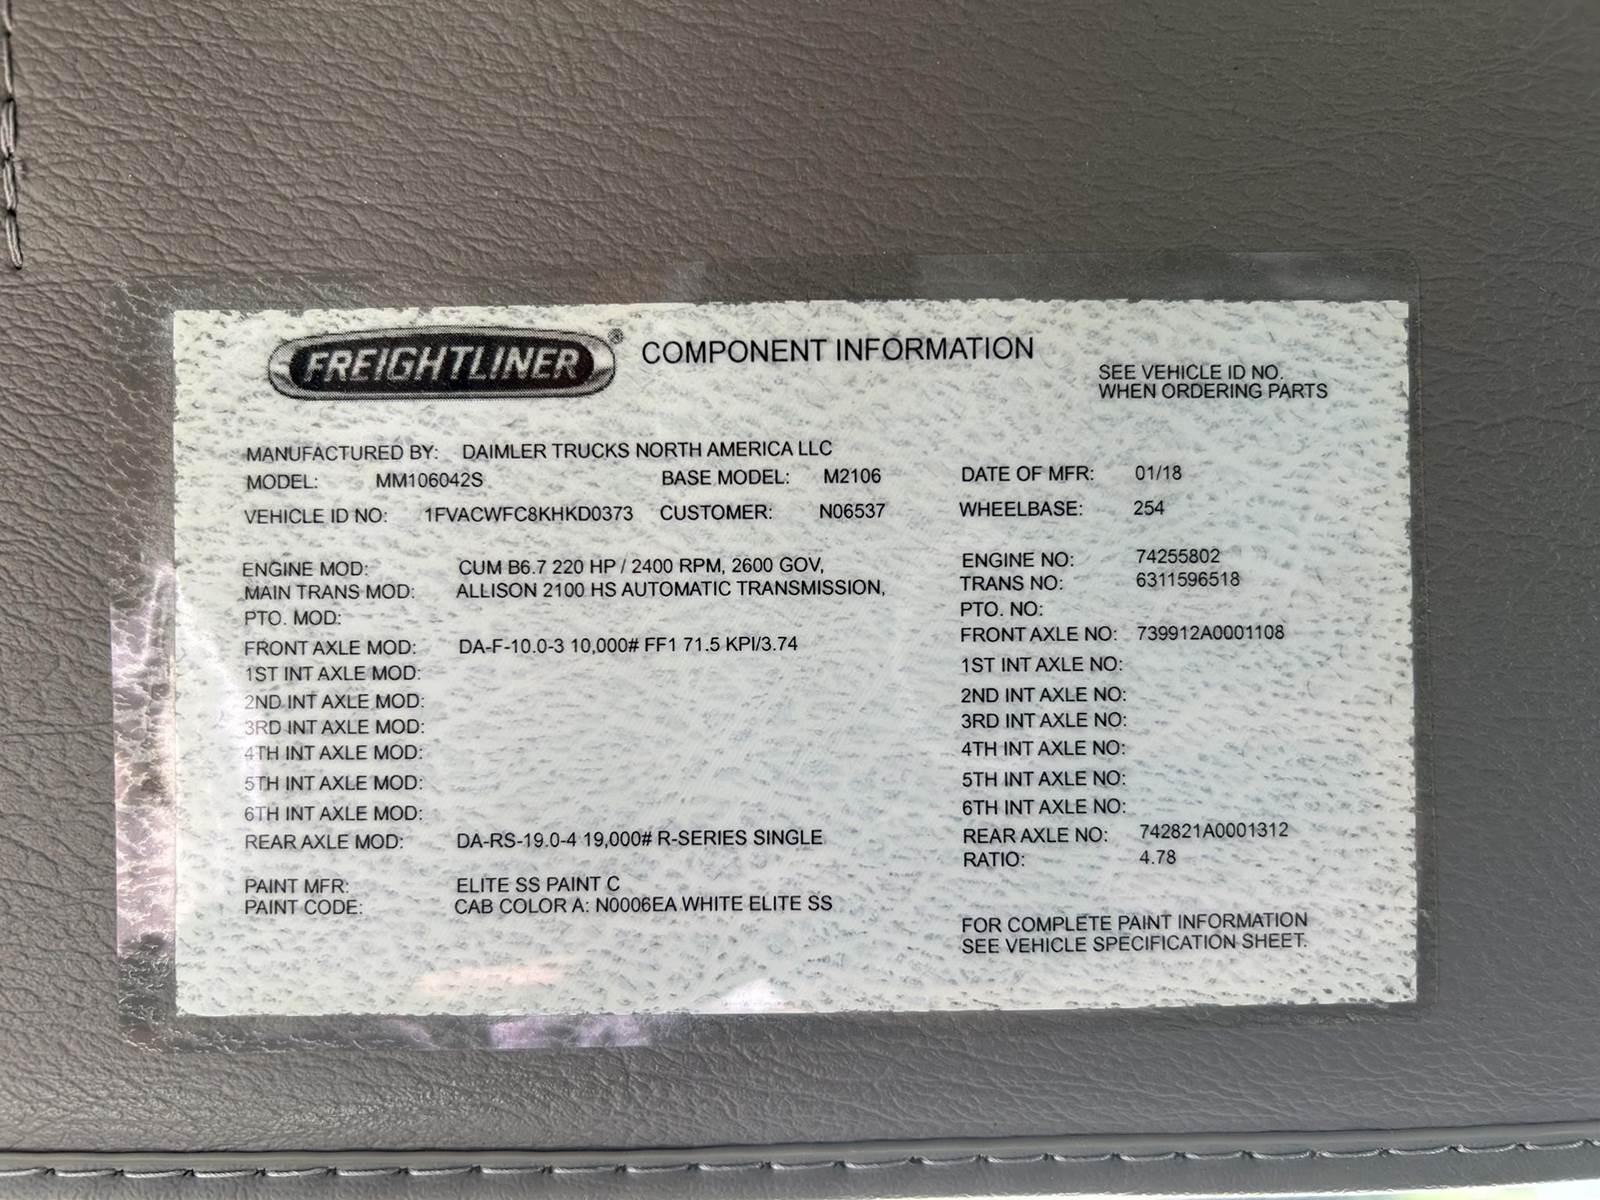 FREIGHTLINER® COMPONENT INFORMATION
SEE VEHICLE ID NO.
WHEN ORDERING PARTS
MANUFACTURED BY: DAIMLER TRUCKS NORTH AMERICA LLC
MODEL: MM106042S BASE MODEL: M2106 DATE OF MFR: 01/18
VEHICLE ID NO: 1FVACWFC8KHKD0373 CUSTOMER: N06537 WHEELBASE: 254
ENGINE MOD: CUM B6.7 220 HP / 2400 RPM, 2600 GOV, ENGINE NO: 74255802
MAIN TRANS MOD: ALLISON 2100 HS AUTOMATIC TRANSMISSION, TRANS NO: 6311596518
PTO. MOD: PTO. NO:
FRONT AXLE MOD: DA-F-10.0-3 10,000# FF1 71.5 KPI/3.74 FRONT AXLE NO: 739912A0001108
1ST INT AXLE MOD: 1ST INT AXLE NO:
2ND INT AXLE MOD: 2ND INT AXLE NO:
3RD INT AXLE MOD: 3RD INT AXLE NO:
4TH INT AXLE MOD: 4TH INT AXLE NO:
5TH INT AXLE MOD: 5TH INT AXLE NO:
6TH INT AXLE MOD: 6TH INT AXLE NO:
REAR AXLE MOD: DA-RS-19.0-4 19,000# R-SERIES SINGLE REAR AXLE NO: 742821A0001312
RATIO: 4.78
PAINT MFR: ELITE SS PAINT C
PAINT CODE: CAB COLOR A: N0006EA WHITE ELITE SS
FOR COMPLETE PAINT INFORMATION
SEE VEHICLE SPECIFICATION SHEET.